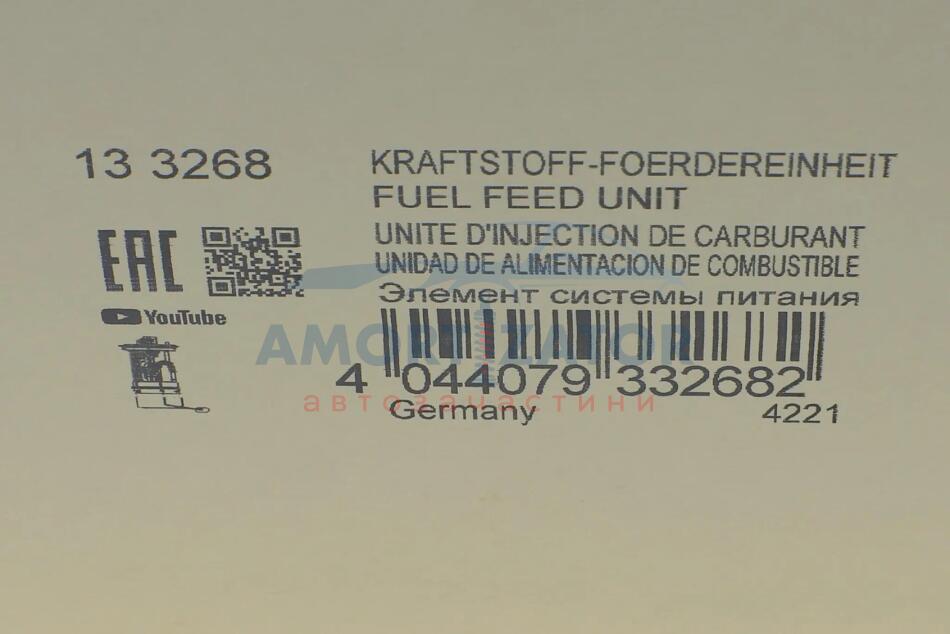 13 3268
KRAFTSTOFF-FOERDEREINHEIT
FUEL FEED UNIT
UNITE D'INJECTION DE CARBURANT
UNIDAD DE ALIMENTACION DE COMBUSTIBLE
Элемент системы питания
EAC
YouTube
AMORTIZATOR
4 044079 332682
автозапчастини
Germany
4221